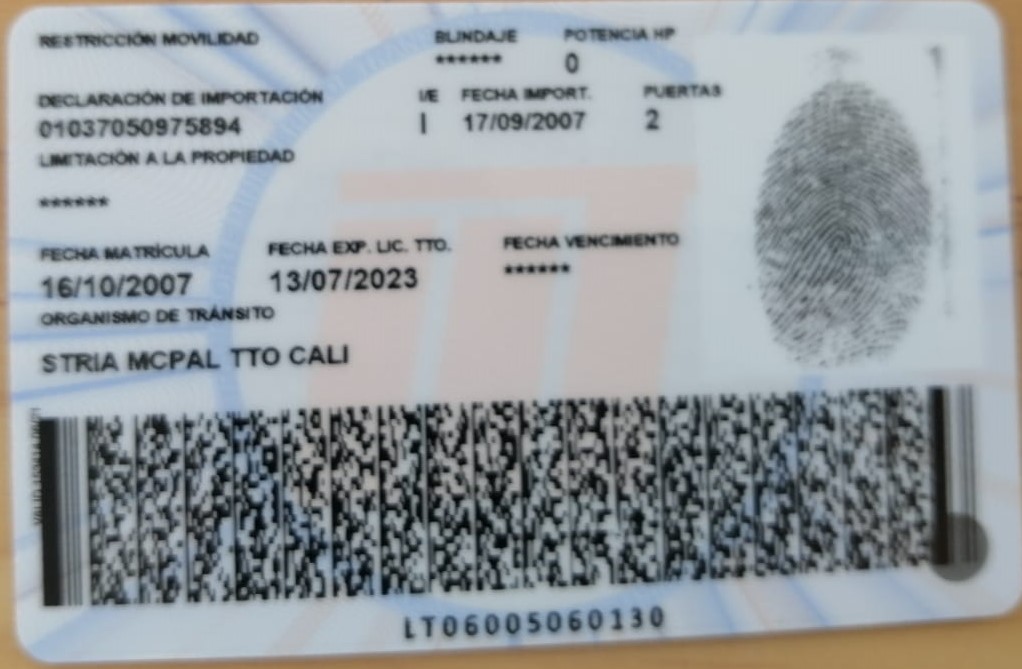 RESTRICCIÓN MOVILIDAD BLINDAJE POTENCIA HP
****** 0
DECLARACIÓN DE IMPORTACIÓN I/E FECHA IMPORT. PUERTAS
01037050975894 I 17/09/2007 2
LIMITACIÓN A LA PROPIEDAD
******
FECHA MATRÍCULA FECHA EXP. LIC. TTO. FECHA VENCIMIENTO
16/10/2007 13/07/2023 ******
ORGANISMO DE TRÁNSITO
STRIA MCPAL TTO CALI
LT06005060130